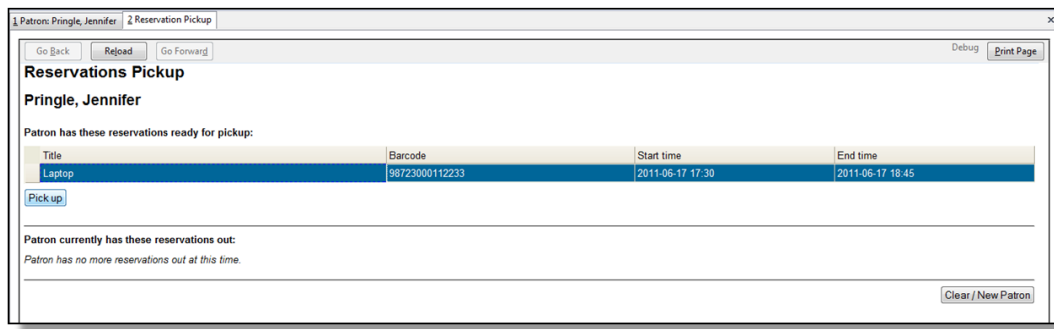 1 Patron: Pringle, Jennifer 2 Reservation Pickup ×
Go Back Reload Go Forward Debug Print Page
Reservations Pickup
Pringle, Jennifer
Patron has these reservations ready for pickup:
Title Barcode Start time End time
Laptop 98723000112233 2011-06-17 17:30 2011-06-17 18:45
Pick up
Patron currently has these reservations out:
Patron has no more reservations out at this time.
Clear / New Patron